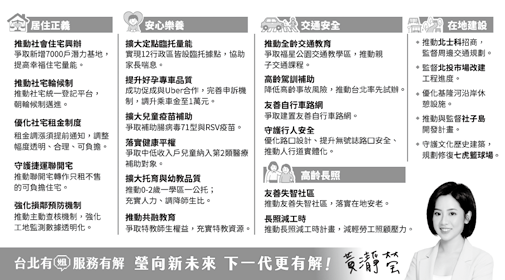 居住正義
推動社會住宅興辦
爭取新增7000戶潛力基地，
提高幸福住宅量能。
推動社宅輪候制
推動社宅統一登記平台，
朝輪候制邁進。
優化社宅租金制度
租金調漲須提前通知，調整
幅度透明、合理、可負擔。
守護捷運聯開宅
推動聯開宅轉作只租不售
的可負擔住宅。
強化損鄰預防機制
推動主動查核機制，強化
工地監測數據透明化。
安心樂養
擴大定點臨托量能
實現12行政區皆設臨托據點，協助
家長喘息。
提升好孕專車品質
成功促成與Uber合作，完善申訴機
制，調升乘車金至1萬元。
擴大兒童疫苗補助
爭取補助腸病毒71型與RSV疫苗。
落實健康平權
爭取中低收入戶兒童納入第2類醫療
補助對象。
擴大托育與幼教品質
推動0-2歲一學區一公托；
充實人力、調降師生比。
推動共融教育
爭取特教師生權益，充實特教資源。
交通安全
推動全齡交通教育
爭取福星公園交通教學區，推動親
子交通課程。
高齡駕訓補助
降低高齡事故風險，推動台北率先試辦。
友善自行車路網
爭取建置友善自行車路網。
守護行人安全
優化路口設計、提升無號誌路口安全、
推動人行道實體化。
高齡長照
友善失智社區
推動友善失智社區，落實在地安老。
長照減工時
推動長照減工時計畫，減輕勞工照顧壓力。
在地建設
• 推動北士科招商，
監督周邊交通規劃。
• 監督北投市場改建
工程進度。
• 優化基隆河沿岸休
憩設施。
• 推動與監督社子島
開發計畫。
• 守護文化歷史建築，
規劃修復七虎籃球場。
台北有姐服務有解 瑩向新未來 下一代更有解！ 黃瀞瑩